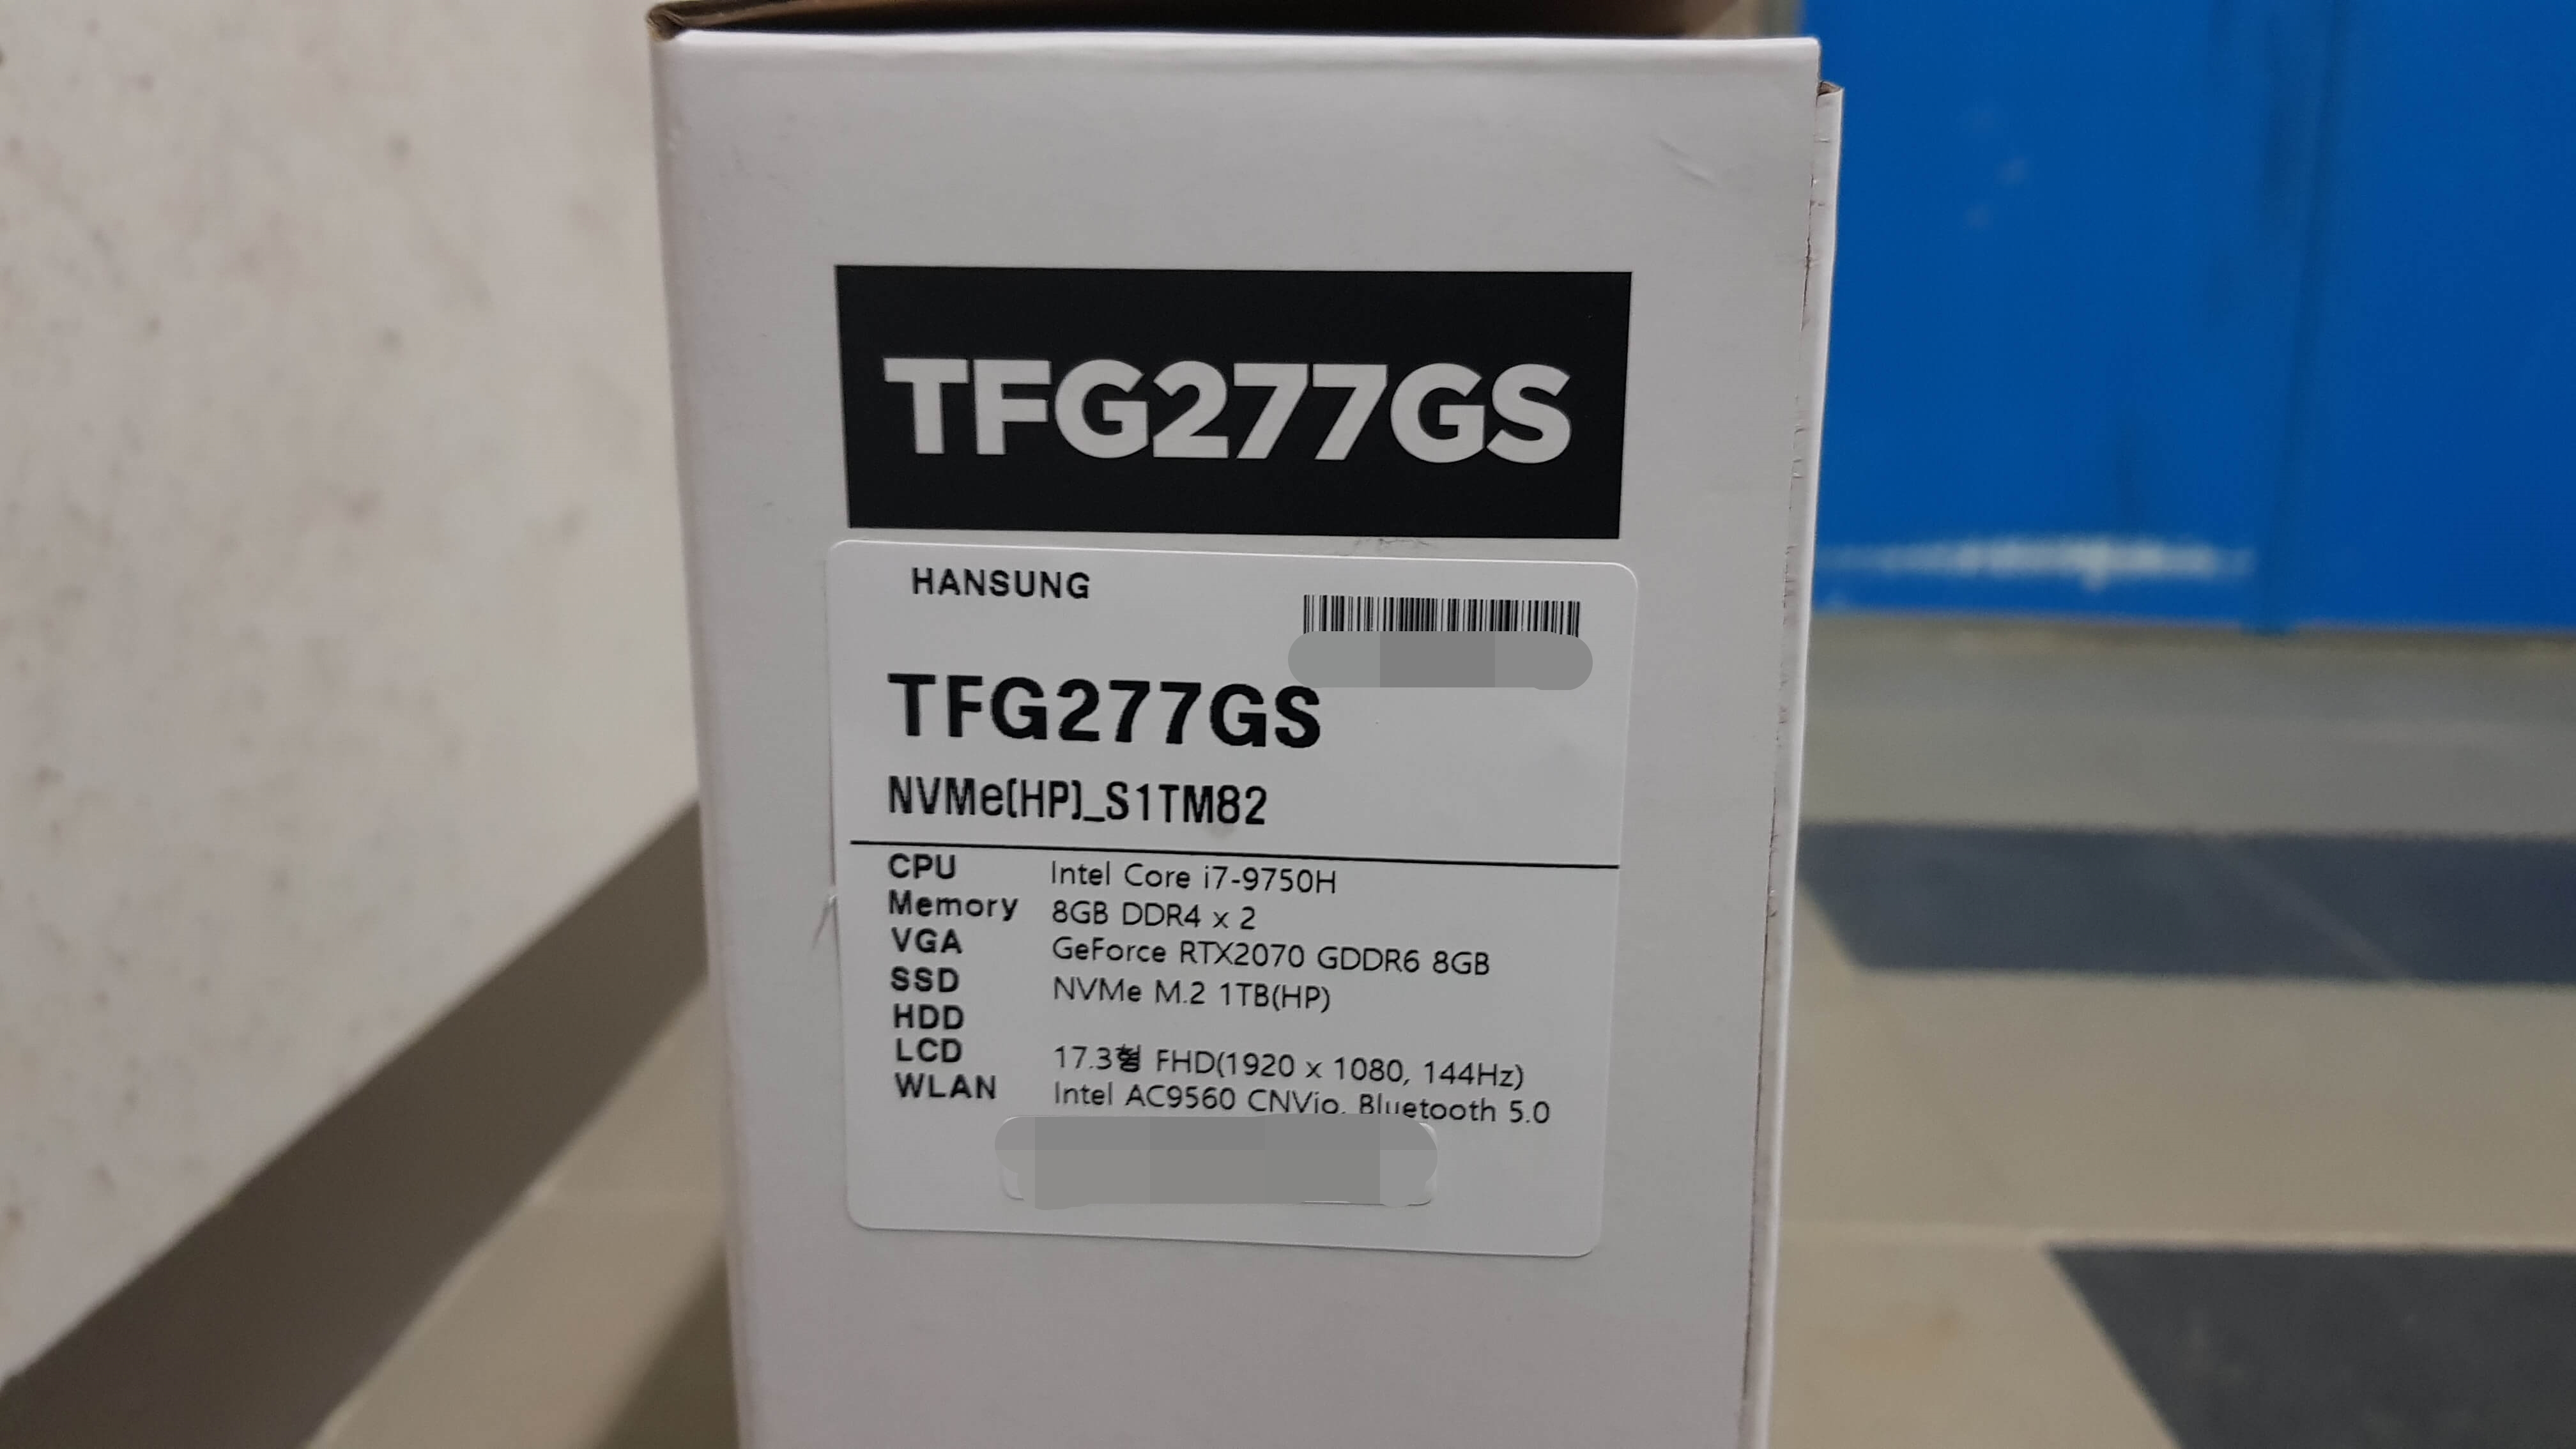 TFG277GS
HANSUNG
TFG277GS
NVMe(HP)_S1TM82
CPU Intel Core i7-9750H
Memory 8GB DDR4 x 2
VGA GeForce RTX2070 GDDR6 8GB
SSD NVMe M.2 1TB(HP)
HDD
LCD 17.3형 FHD(1920 x 1080, 144Hz)
WLAN Intel AC9560 CNVio, Bluetooth 5.0